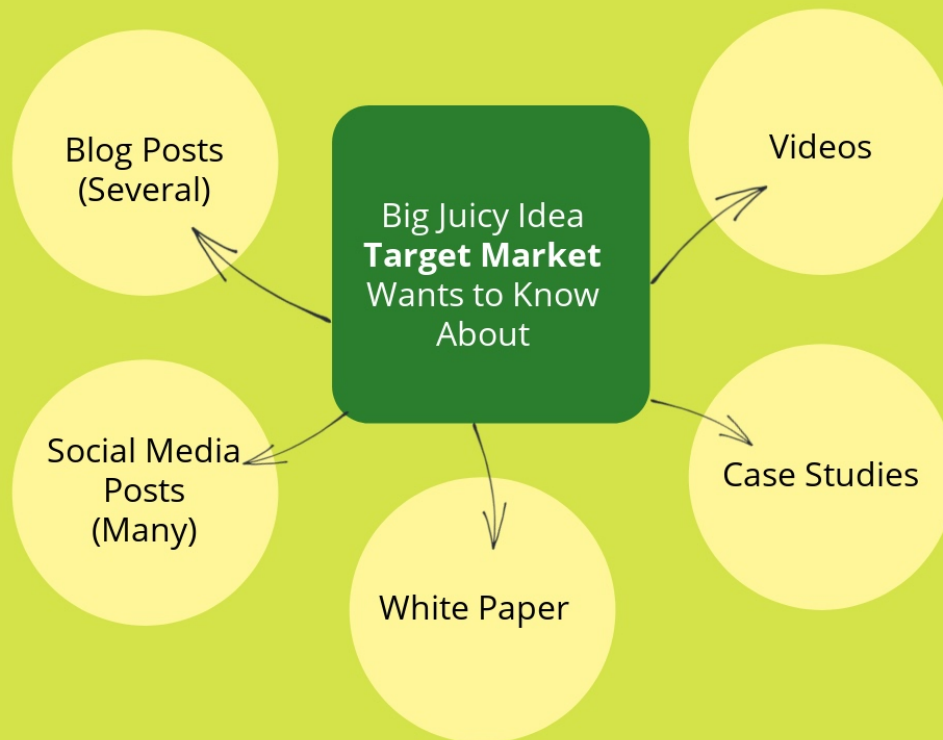 Blog Posts
(Several)
Big Juicy Idea
Target Market
Wants to Know
About
Videos
Social Media
Posts
(Many)
White Paper
Case Studies